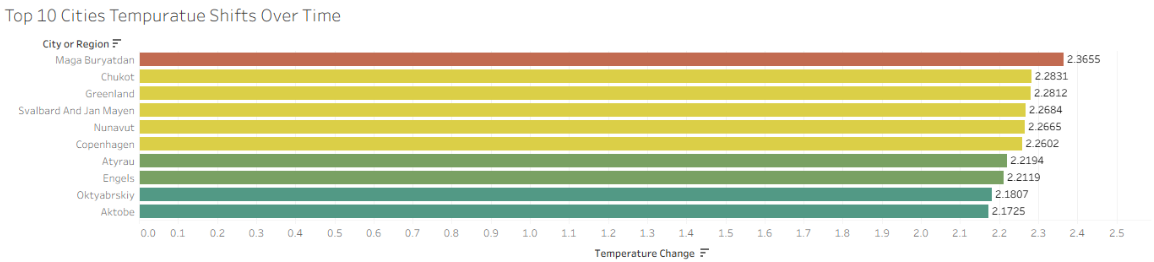 Top 10 Cities Tempuratue Shifts Over Time
City or Region
Maga Buryatdan 2.3655
Chukot 2.2831
Greenland 2.2812
Svalbard And Jan Mayen 2.2684
Nunavut 2.2665
Copenhagen 2.2602
Atyrau 2.2194
Engels 2.2119
Oktyabrskiy 2.1807
Aktobe 2.1725
0.0 0.1 0.2 0.3 0.4 0.5 0.6 0.7 0.8 0.9 1.0 1.1 1.2 1.3 1.4 1.5 1.6 1.7 1.8 1.9 2.0 2.1 2.2 2.3 2.4 2.5
Temperature Change